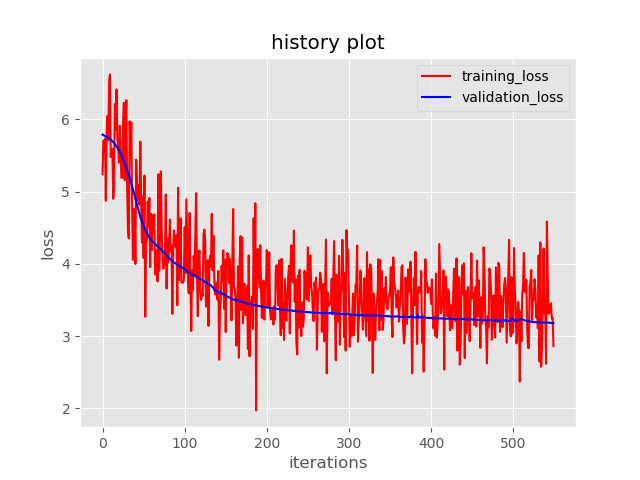 history plot
training_loss
validation_loss
loss
6
5
4
3
2
0 100 200 300 400 500
iterations